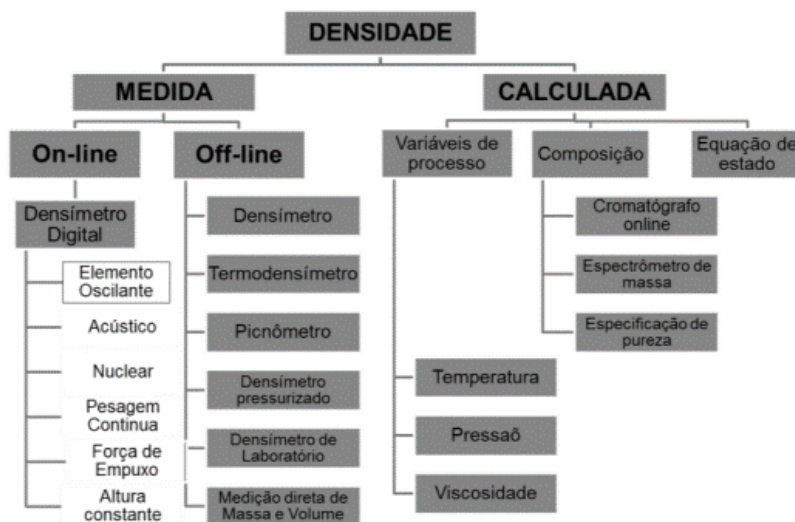 DENSIDADE
MEDIDA
CALCULADA
On-line
Off-line
Variáveis de
processo
Composição
Equação de
estado
Densímetro
Digital
Elemento
Oscilante
Acústico
Nuclear
Pesagem
Continua
Força de
Empuxo
Altura
constante
Densímetro
Termodensímetro
Picnômetro
Densímetro
pressurizado
Densímetro de
Laboratório
Medição direta de
Massa e Volume
Temperatura
Pressaõ
Viscosidade
Cromatógrafo
online
Espectrômetro de
massa
Especificação de
pureza